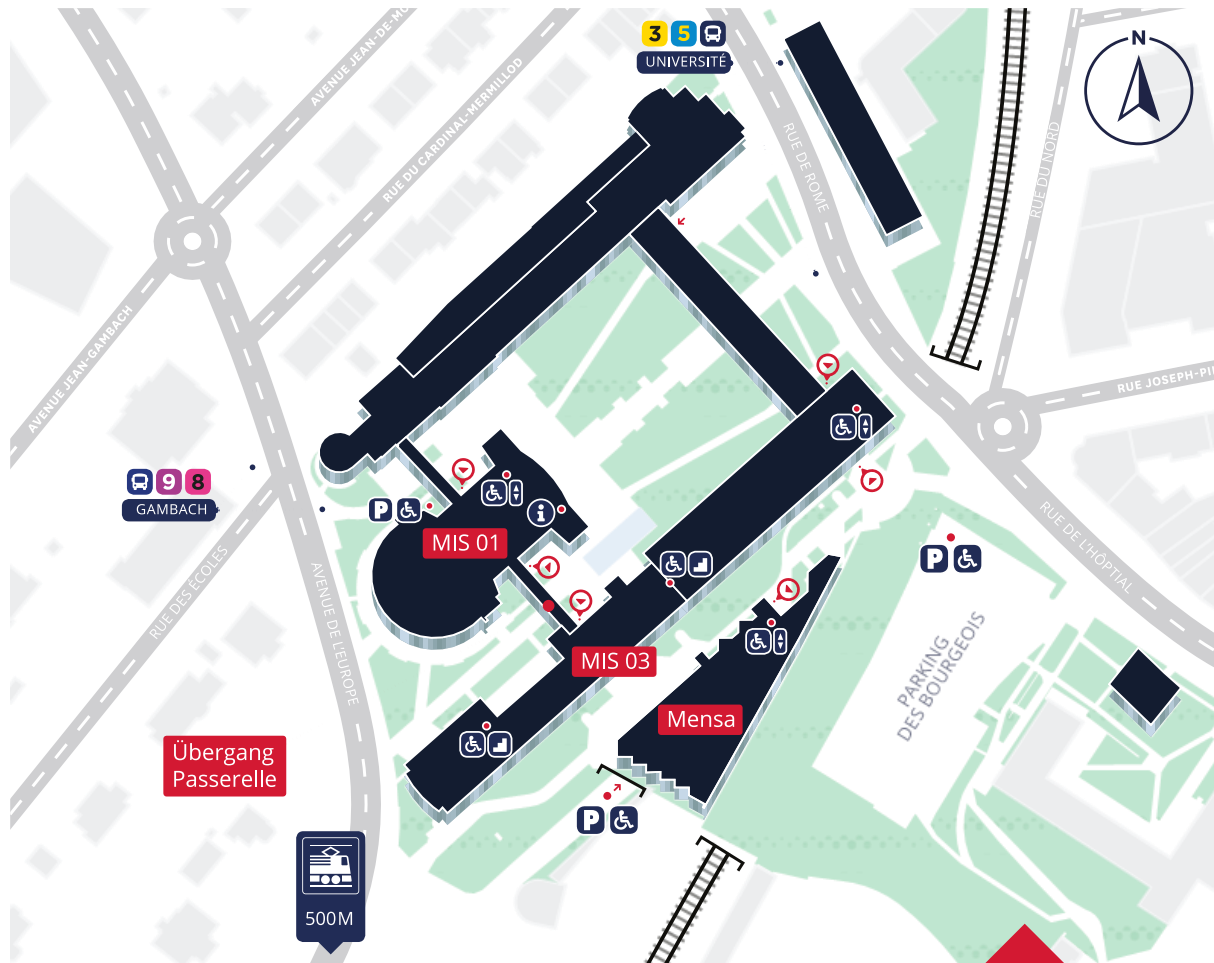 3 5
UNIVERSITÉ
N
AVENUE JEAN-DE-MO
RUE DU CARDINAL-MERMILLOD
RUE DE ROME
RUE DU NORD
AVENUE JEAN-GAMBACH
RUE JOSEPH-PI
9 8
GAMBACH
P
i
MIS 01
P
RUE DES ÉCOLES
AVENUE DE L'EUROPE
RUE DE L'HÔPTIAL
MIS 03
PARKING
DES BOURGEOIS
Mensa
Übergang
Passerelle
P
500M